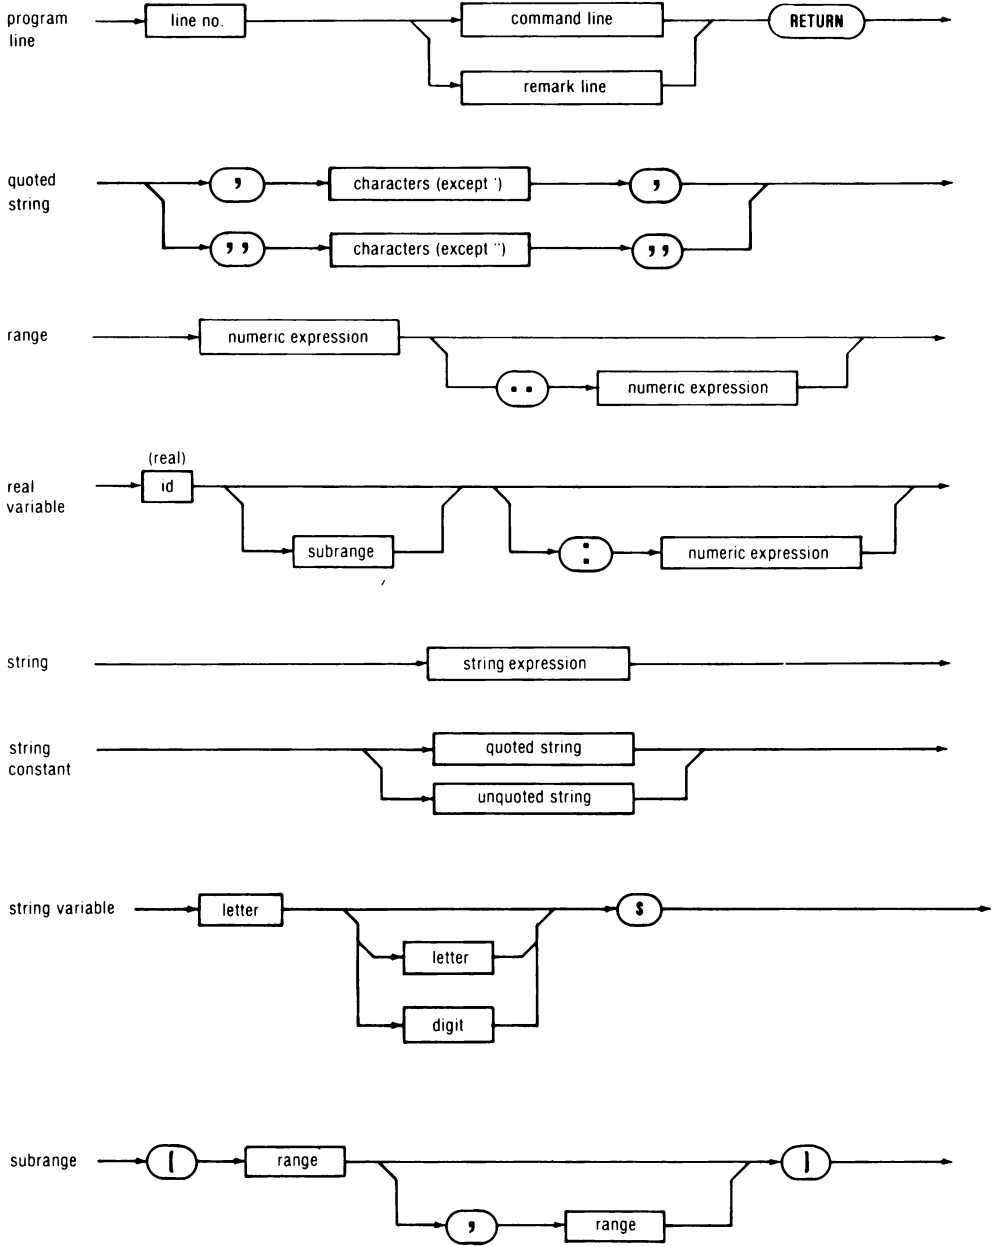 program
line
line no.
command line
remark line
RETURN
quoted
string
,
characters (except ')
,
,,
characters (except '')
,,
range
numeric expression
..
numeric expression
real
variable
(real)
id
subrange
:
numeric expression
string
string expression
string
constant
quoted string
unquoted string
string variable
letter
letter
digit
$
subrange
[
range
,
range
]